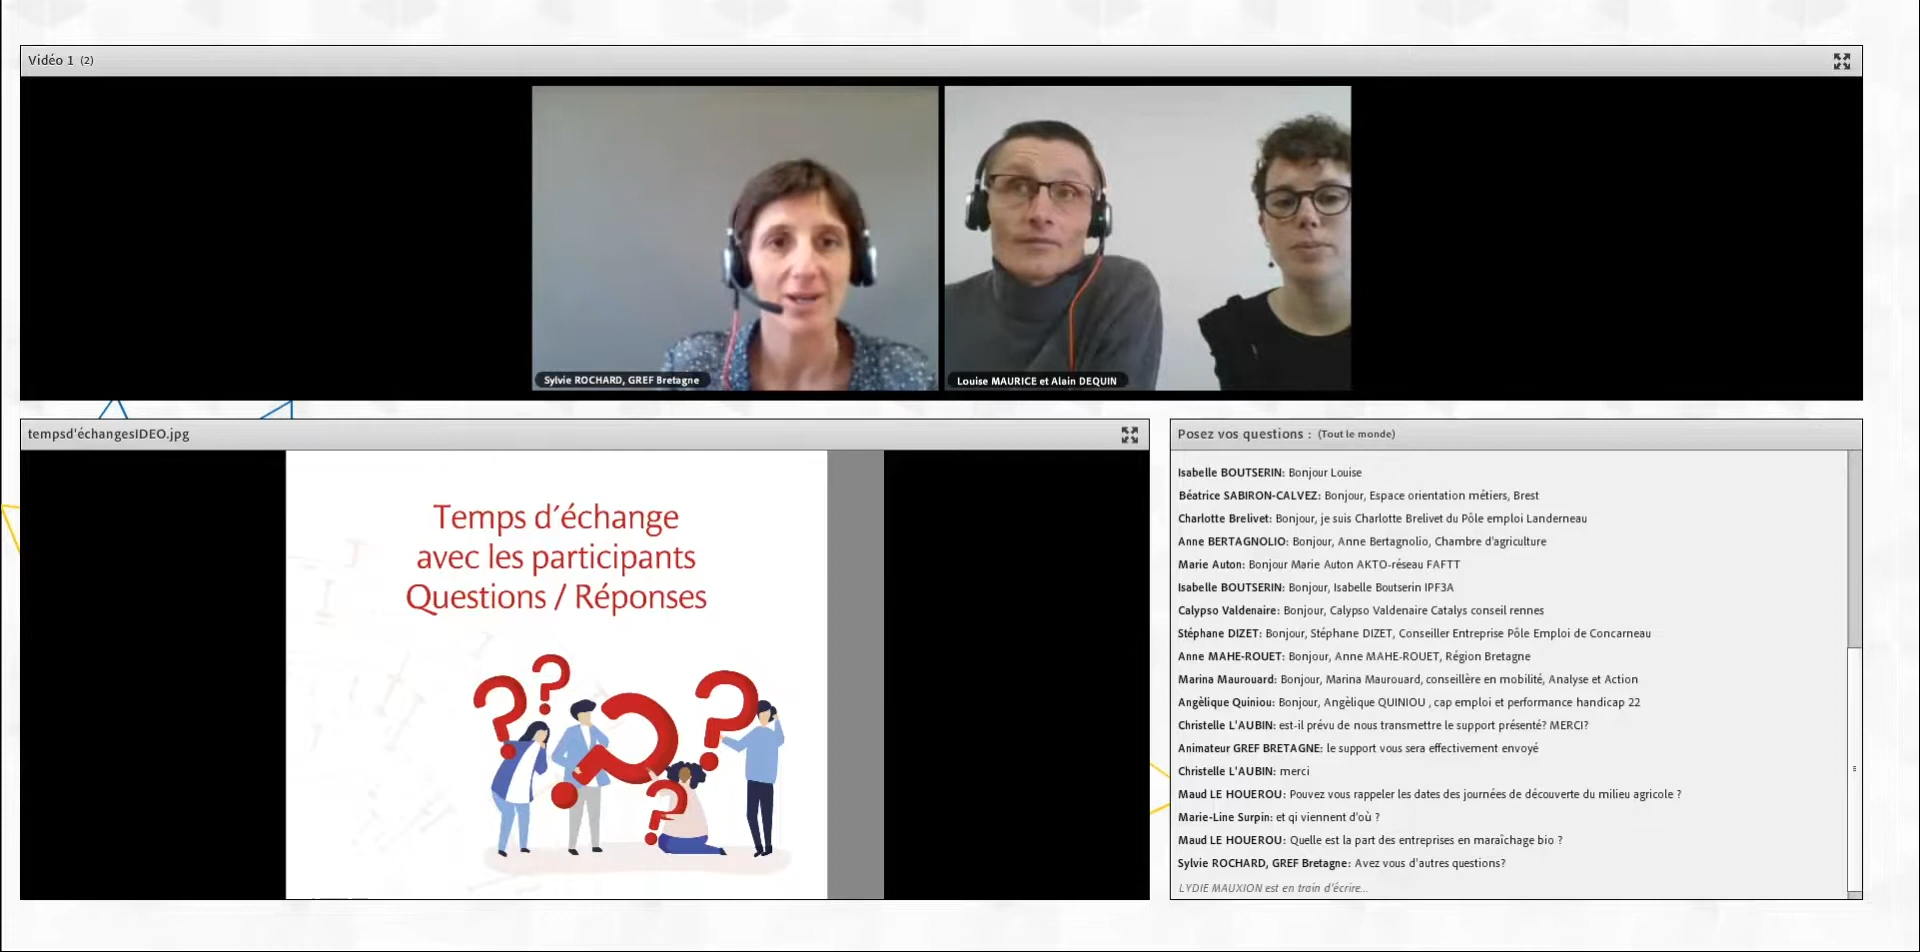 Vidéo 1 (2)
Sylvie ROCHARD, GREF Bretagne
Louise MAURICE et Alain DEQUIN
tempsd'échangesIDEO.jpg
Temps d'échange
avec les participants
Questions / Réponses
Posez vos questions : (Tout le monde)
Isabelle BOUTSERIN: Bonjour Louise
Béatrice SABIRON-CALVEZ: Bonjour, Espace orientation métiers, Brest
Charlotte Brelivet: Bonjour, je suis Charlotte Brelivet du Pôle emploi Landerneau
Anne BERTAGNOLIO: Bonjour, Anne Bertagnolio, Chambre d'agriculture
Marie Auton: Bonjour Marie Auton AKTO-réseau FAFTT
Isabelle BOUTSERIN: Bonjour, Isabelle Boutserin IPF3A
Calypso Valdenaire: Bonjour, Calypso Valdenaire Catalys conseil rennes
Stéphane DIZET: Bonjour, Stéphane DIZET, Conseiller Entreprise Pôle Emploi de Concarneau
Anne MAHE-ROUET: Bonjour, Anne MAHE-ROUET, Région Bretagne
Marina Maurouard: Bonjour, Marina Maurouard, conseillère en mobilité, Analyse et Action
Angèlique Quiniou: Bonjour, Angèlique QUINIOU , cap emploi et performance handicap 22
Christelle L'AUBIN: est-il prévu de nous transmettre le support présenté? MERCI?
Animateur GREF BRETAGNE: le support vous sera effectivement envoyé
Christelle L'AUBIN: merci
Maud LE HOUEROU: Pouvez vous rappeler les dates des journées de découverte du milieu agricole ?
Marie-Line Surpin: et qi viennent d'où ?
Maud LE HOUEROU: Quelle est la part des entreprises en maraîchage bio ?
Sylvie ROCHARD, GREF Bretagne: Avez vous d'autres questions?
LYDIE MAUXION est en train d'écrire...